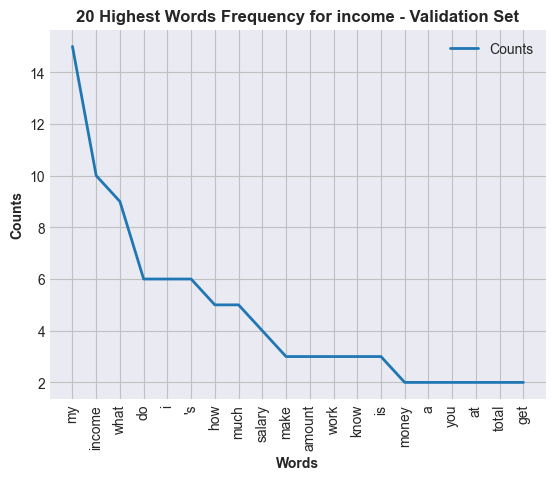 20 Highest Words Frequency for income - Validation Set
Counts
Counts
14
12
10
8
6
4
2
my
income
what
do
i
's
how
much
salary
make
amount
work
know
is
money
a
you
at
total
get
Words